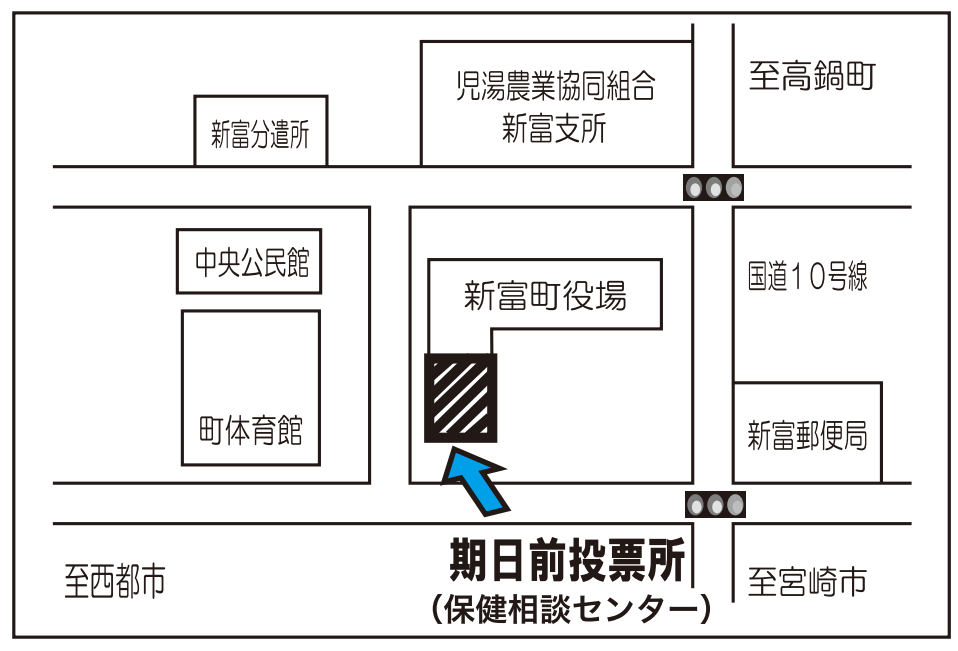 児湯農業協同組合
新富支所
至高鍋町
新富分遣所
中央公民館
新富町役場
国道10号線
町体育館
新富郵便局
期日前投票所
(保健相談センター)
至西都市
至宮崎市